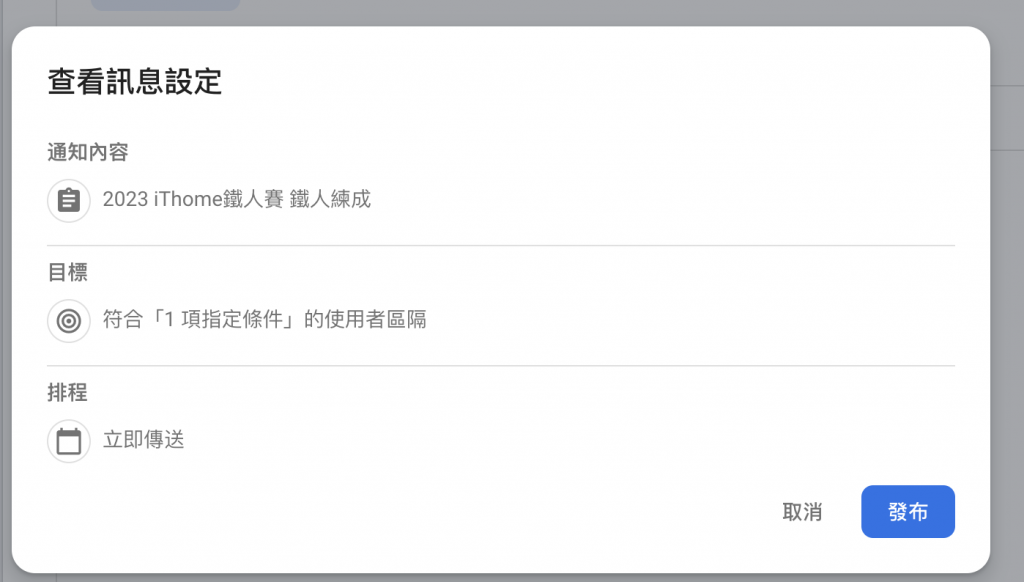 查看訊息設定
通知內容
2023 iThome鐵人賽 鐵人練成
目標
符合「1 項指定條件」的使用者區隔
排程
立即傳送
取消
發布